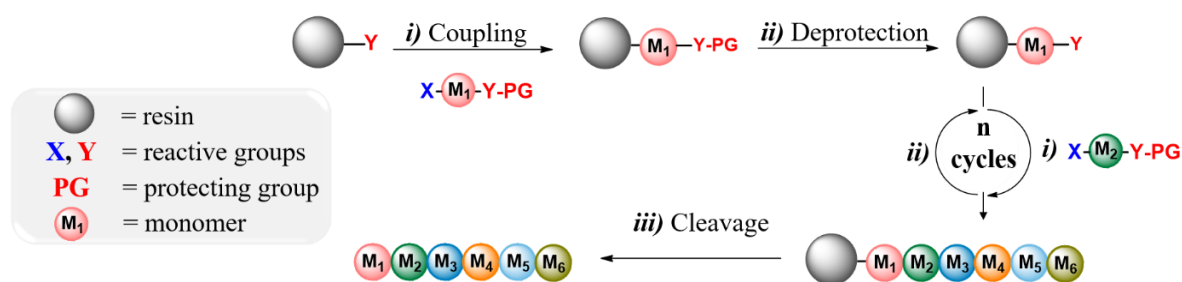 Y
i) Coupling
X-M1-Y-PG
M1-Y-PG
ii) Deprotection
M1-Y
= resin
X, Y = reactive groups
PG = protecting group
M1 = monomer
ii)
n
cycles
i)
X-M2-Y-PG
iii) Cleavage
M1 M2 M3 M4 M5 M6
M1 M2 M3 M4 M5 M6